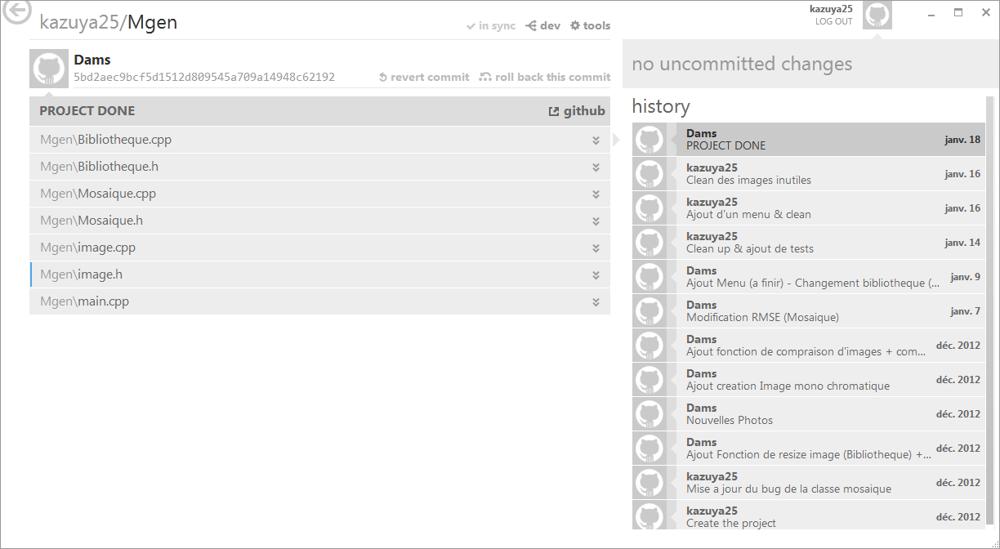 kazuya25/Mgen
in sync
dev
tools
kazuya25
LOG OUT
Dams
5bd2aec9bcf5d1512d809545a709a14948c62192
revert commit
roll back this commit
PROJECT DONE
github
Mgen\Bibliotheque.cpp
Mgen\Bibliotheque.h
Mgen\Mosaique.cpp
Mgen\Mosaique.h
Mgen\image.cpp
Mgen\image.h
Mgen\main.cpp
no uncommitted changes
history
Dams
PROJECT DONE
janv. 18
kazuya25
Clean des images inutiles
janv. 16
kazuya25
Ajout d'un menu & clean
janv. 16
kazuya25
Clean up & ajout de tests
janv. 14
Dams
Ajout Menu (a finir) - Changement bibliotheque (...
janv. 9
Dams
Modification RMSE (Mosaique)
janv. 7
Dams
Ajout fonction de compraison d'images + com...
déc. 2012
Dams
Ajout creation Image mono chromatique
déc. 2012
Dams
Nouvelles Photos
déc. 2012
Dams
Ajout Fonction de resize image (Bibliotheque) +...
déc. 2012
kazuya25
Mise a jour du bug de la classe mosaique
déc. 2012
kazuya25
Create the project
déc. 2012